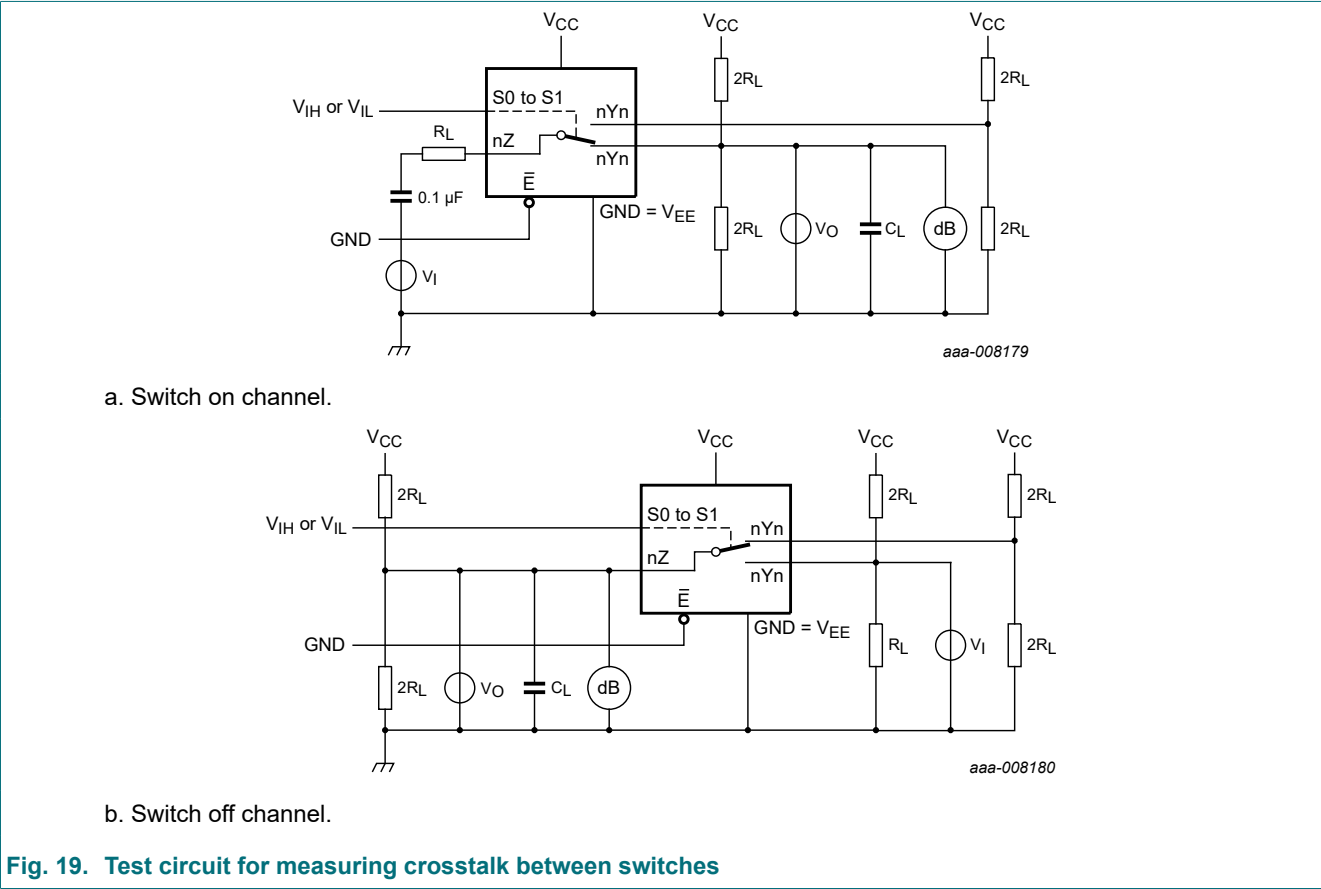 VCC VCC VCC
2RL 2RL
S0 to S1
nYn
VIH or VIL
RL
nZ
nYn
E̅
0.1 µF
GND = VEE
2RL VO CL dB 2RL
GND
VI
aaa-008179
a. Switch on channel.
VCC VCC VCC VCC
2RL 2RL 2RL
S0 to S1
VIH or VIL
nYn
nZ
nYn
E̅
GND = VEE
GND
RL VI 2RL
2RL VO CL dB
aaa-008180
b. Switch off channel.
Fig. 19. Test circuit for measuring crosstalk between switches